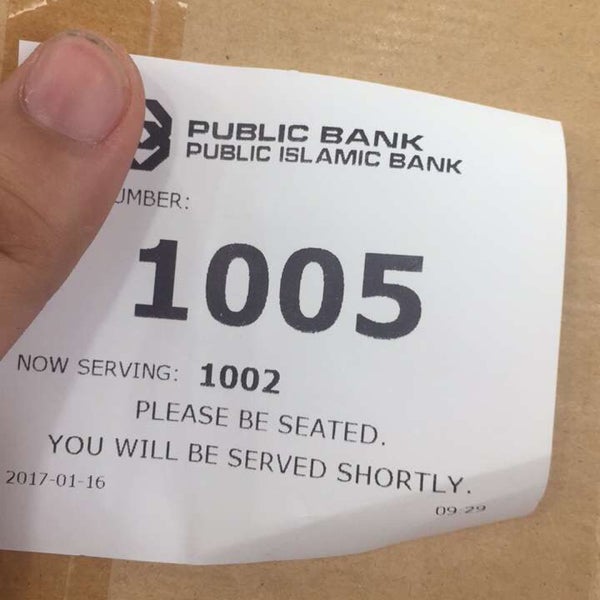 PUBLIC BANK
PUBLIC ISLAMIC BANK
UMBER:
1005
NOW SERVING: 1002
PLEASE BE SEATED.
YOU WILL BE SERVED SHORTLY.
2017-01-16
09:29